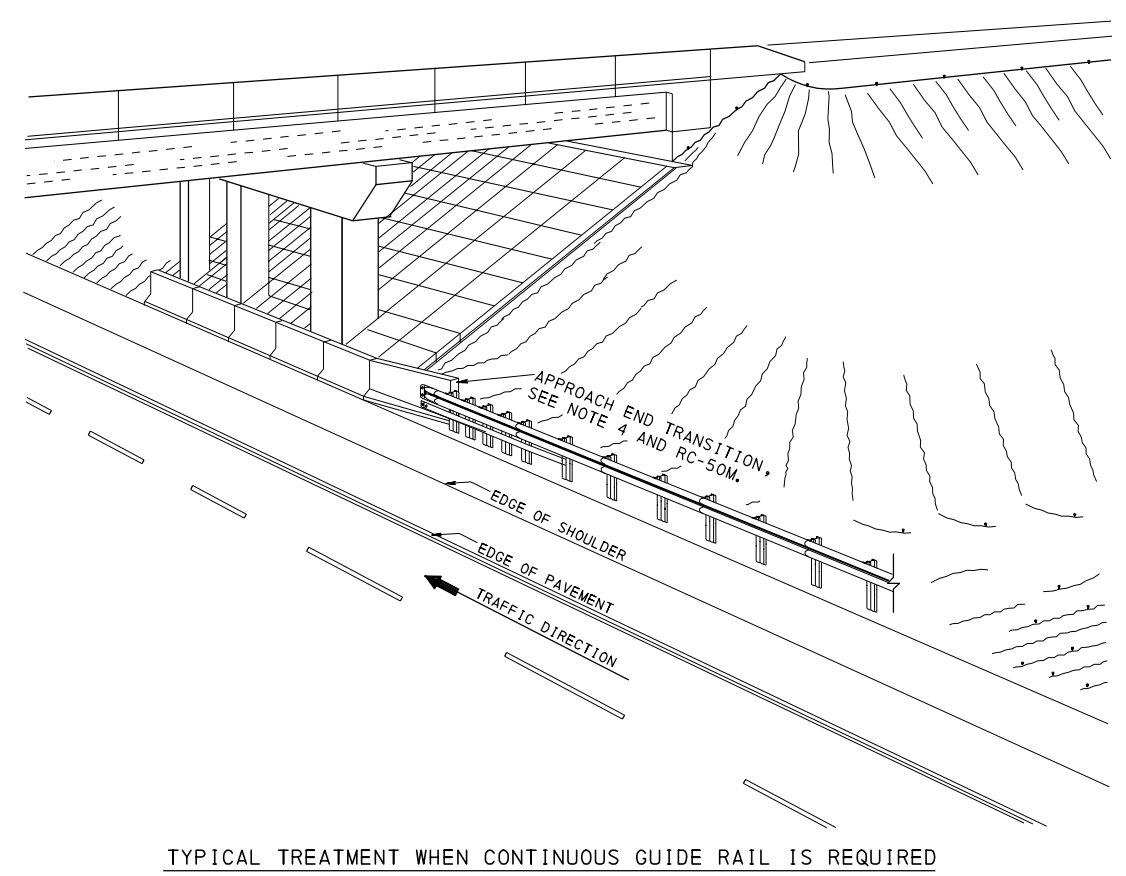 APPROACH END TRANSITION,
SEE NOTE 4 AND RC-50M.
EDGE OF SHOULDER
EDGE OF PAVEMENT
TRAFFIC DIRECTION
TYPICAL TREATMENT WHEN CONTINUOUS GUIDE RAIL IS REQUIRED